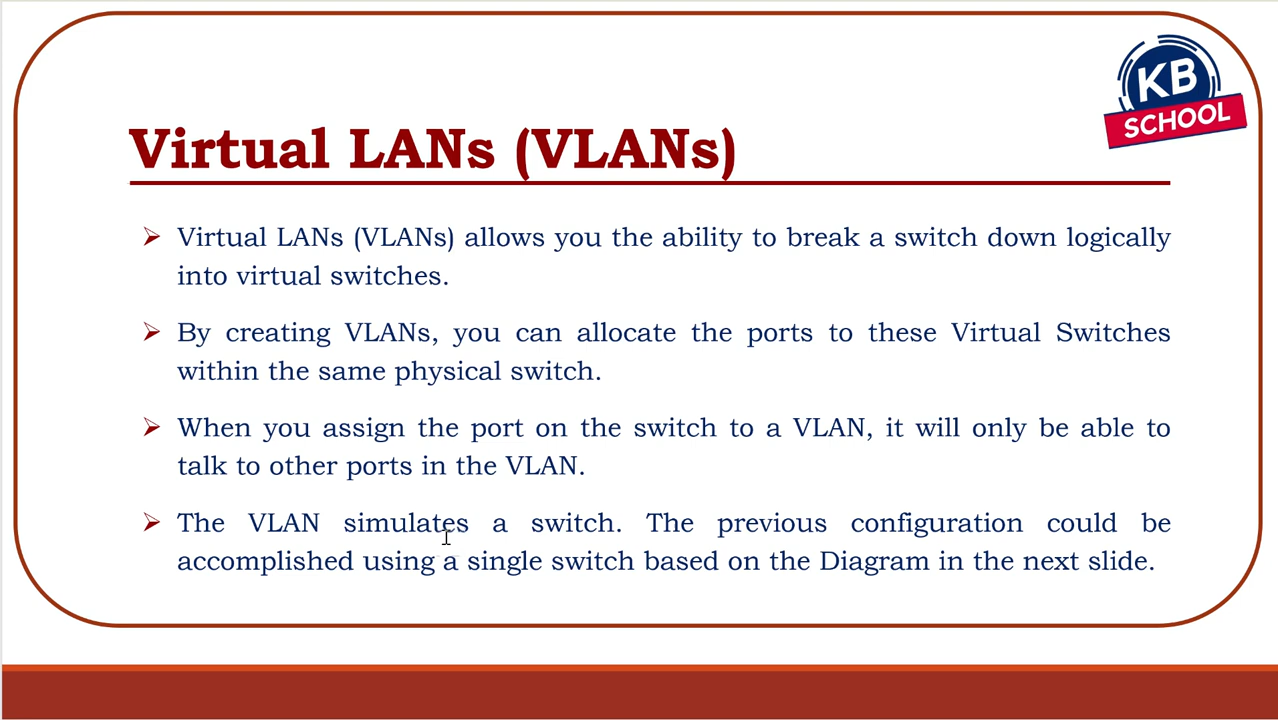 KB
SCHOOL
Virtual LANs (VLANs)
Virtual LANs (VLANs) allows you the ability to break a switch down logically
into virtual switches.
By creating VLANs, you can allocate the ports to these Virtual Switches
within the same physical switch.
When you assign the port on the switch to a VLAN, it will only be able to
talk to other ports in the VLAN.
The VLAN simulates a switch. The previous configuration could be
accomplished using a single switch based on the Diagram in the next slide.